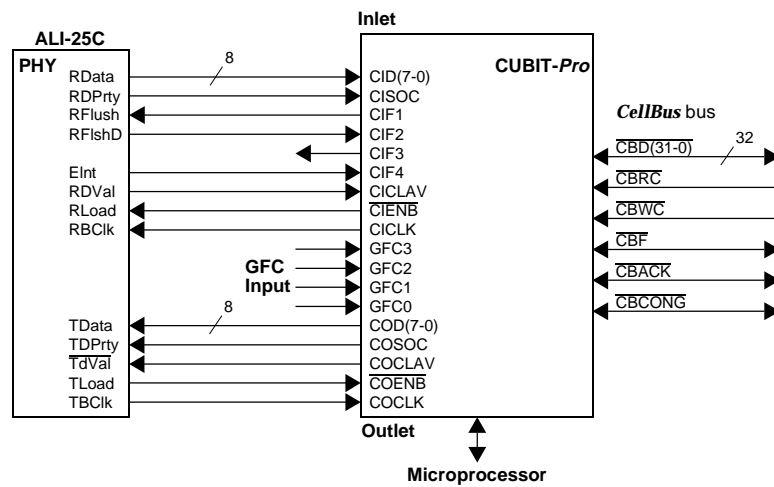 Inlet
ALI-25C
PHY
CUBIT-Pro
RData 8 CID(7-0)
RDPrty CISOC
RFlush CIF1
RFlshD CIF2
CIF3
EInt CIF4
RDVal CICLAV
RLoad CIENB
RBClk CICLK
GFC Input
GFC3
GFC2
GFC1
GFC0
TData 8 COD(7-0)
TDPrty COSOC
TdVal COCLAV
TLoad COENB
TBClk COCLK
CellBus bus
CBD(31-0) 32
CBRC
CBWC
CBF
CBACK
CBCONG
Outlet
Microprocessor